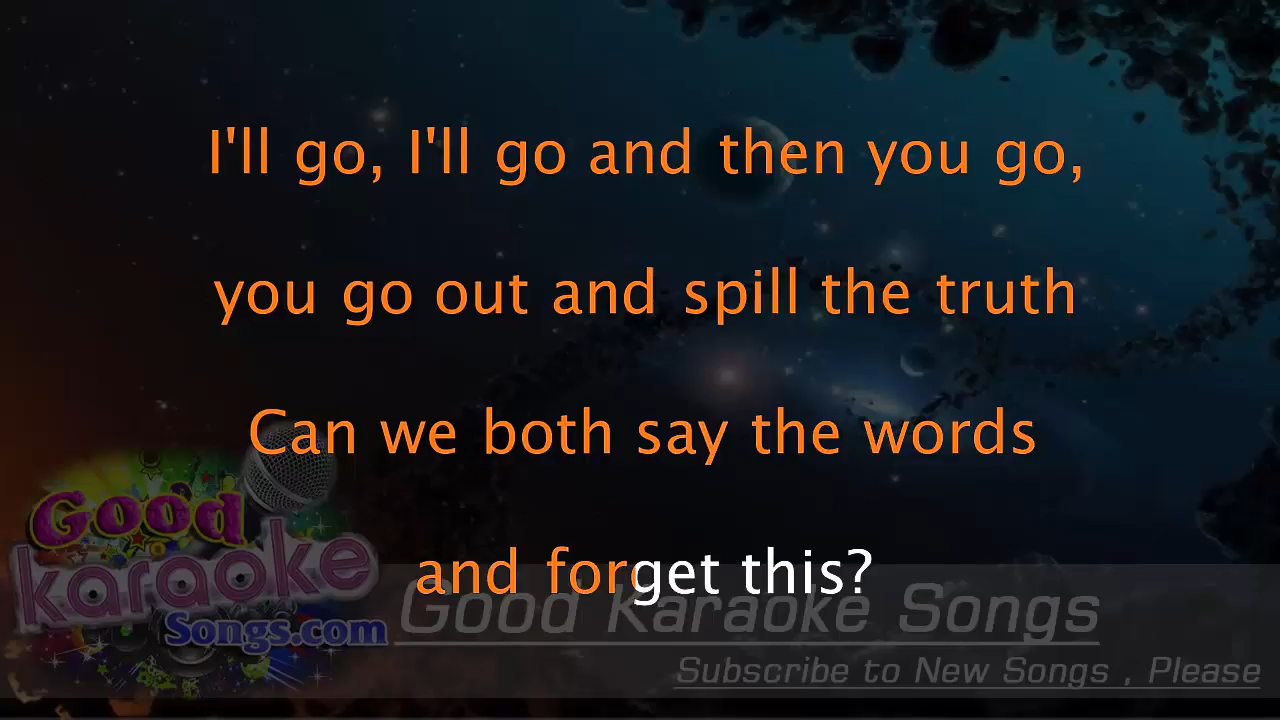 I'll go, I'll go and then you go,
you go out and spill the truth
Can we both say the words
and forget this?
Good
karaoke
Songs.com
Good Karaoke Songs
Subscribe to New Songs , Please